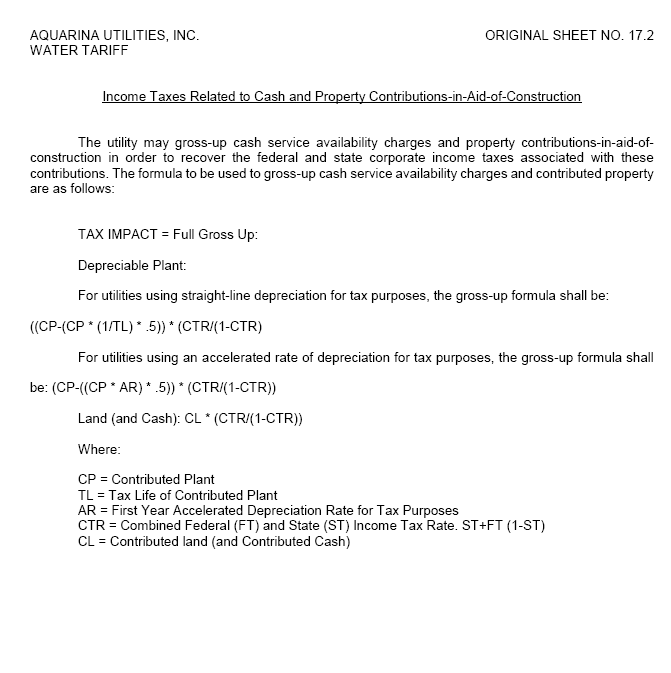 AQUARINA UTILITIES, INC. ORIGINAL SHEET NO. 17.2
WATER TARIFF
Income Taxes Related to Cash and Property Contributions-in-Aid-of-Construction
The utility may gross-up cash service availability charges and property contributions-in-aid-of-
construction in order to recover the federal and state corporate income taxes associated with these
contributions. The formula to be used to gross-up cash service availability charges and contributed property
are as follows:
TAX IMPACT = Full Gross Up:
Depreciable Plant:
For utilities using straight-line depreciation for tax purposes, the gross-up formula shall be:
((CP-(CP * (1/TL) * .5)) * (CTR/(1-CTR)
For utilities using an accelerated rate of depreciation for tax purposes, the gross-up formula shall
be: (CP-((CP * AR) * .5)) * (CTR/(1-CTR))
Land (and Cash): CL * (CTR/(1-CTR))
Where:
CP = Contributed Plant
TL = Tax Life of Contributed Plant
AR = First Year Accelerated Depreciation Rate for Tax Purposes
CTR = Combined Federal (FT) and State (ST) Income Tax Rate. ST+FT (1-ST)
CL = Contributed land (and Contributed Cash)